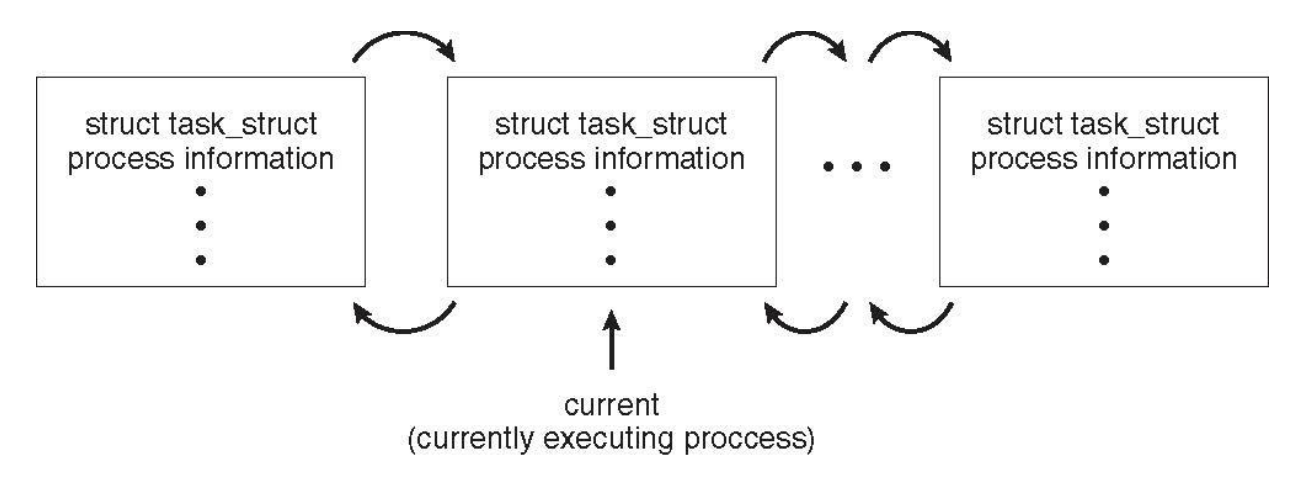 struct task_struct
process information
struct task_struct
process information
struct task_struct
process information
current
(currently executing proccess)